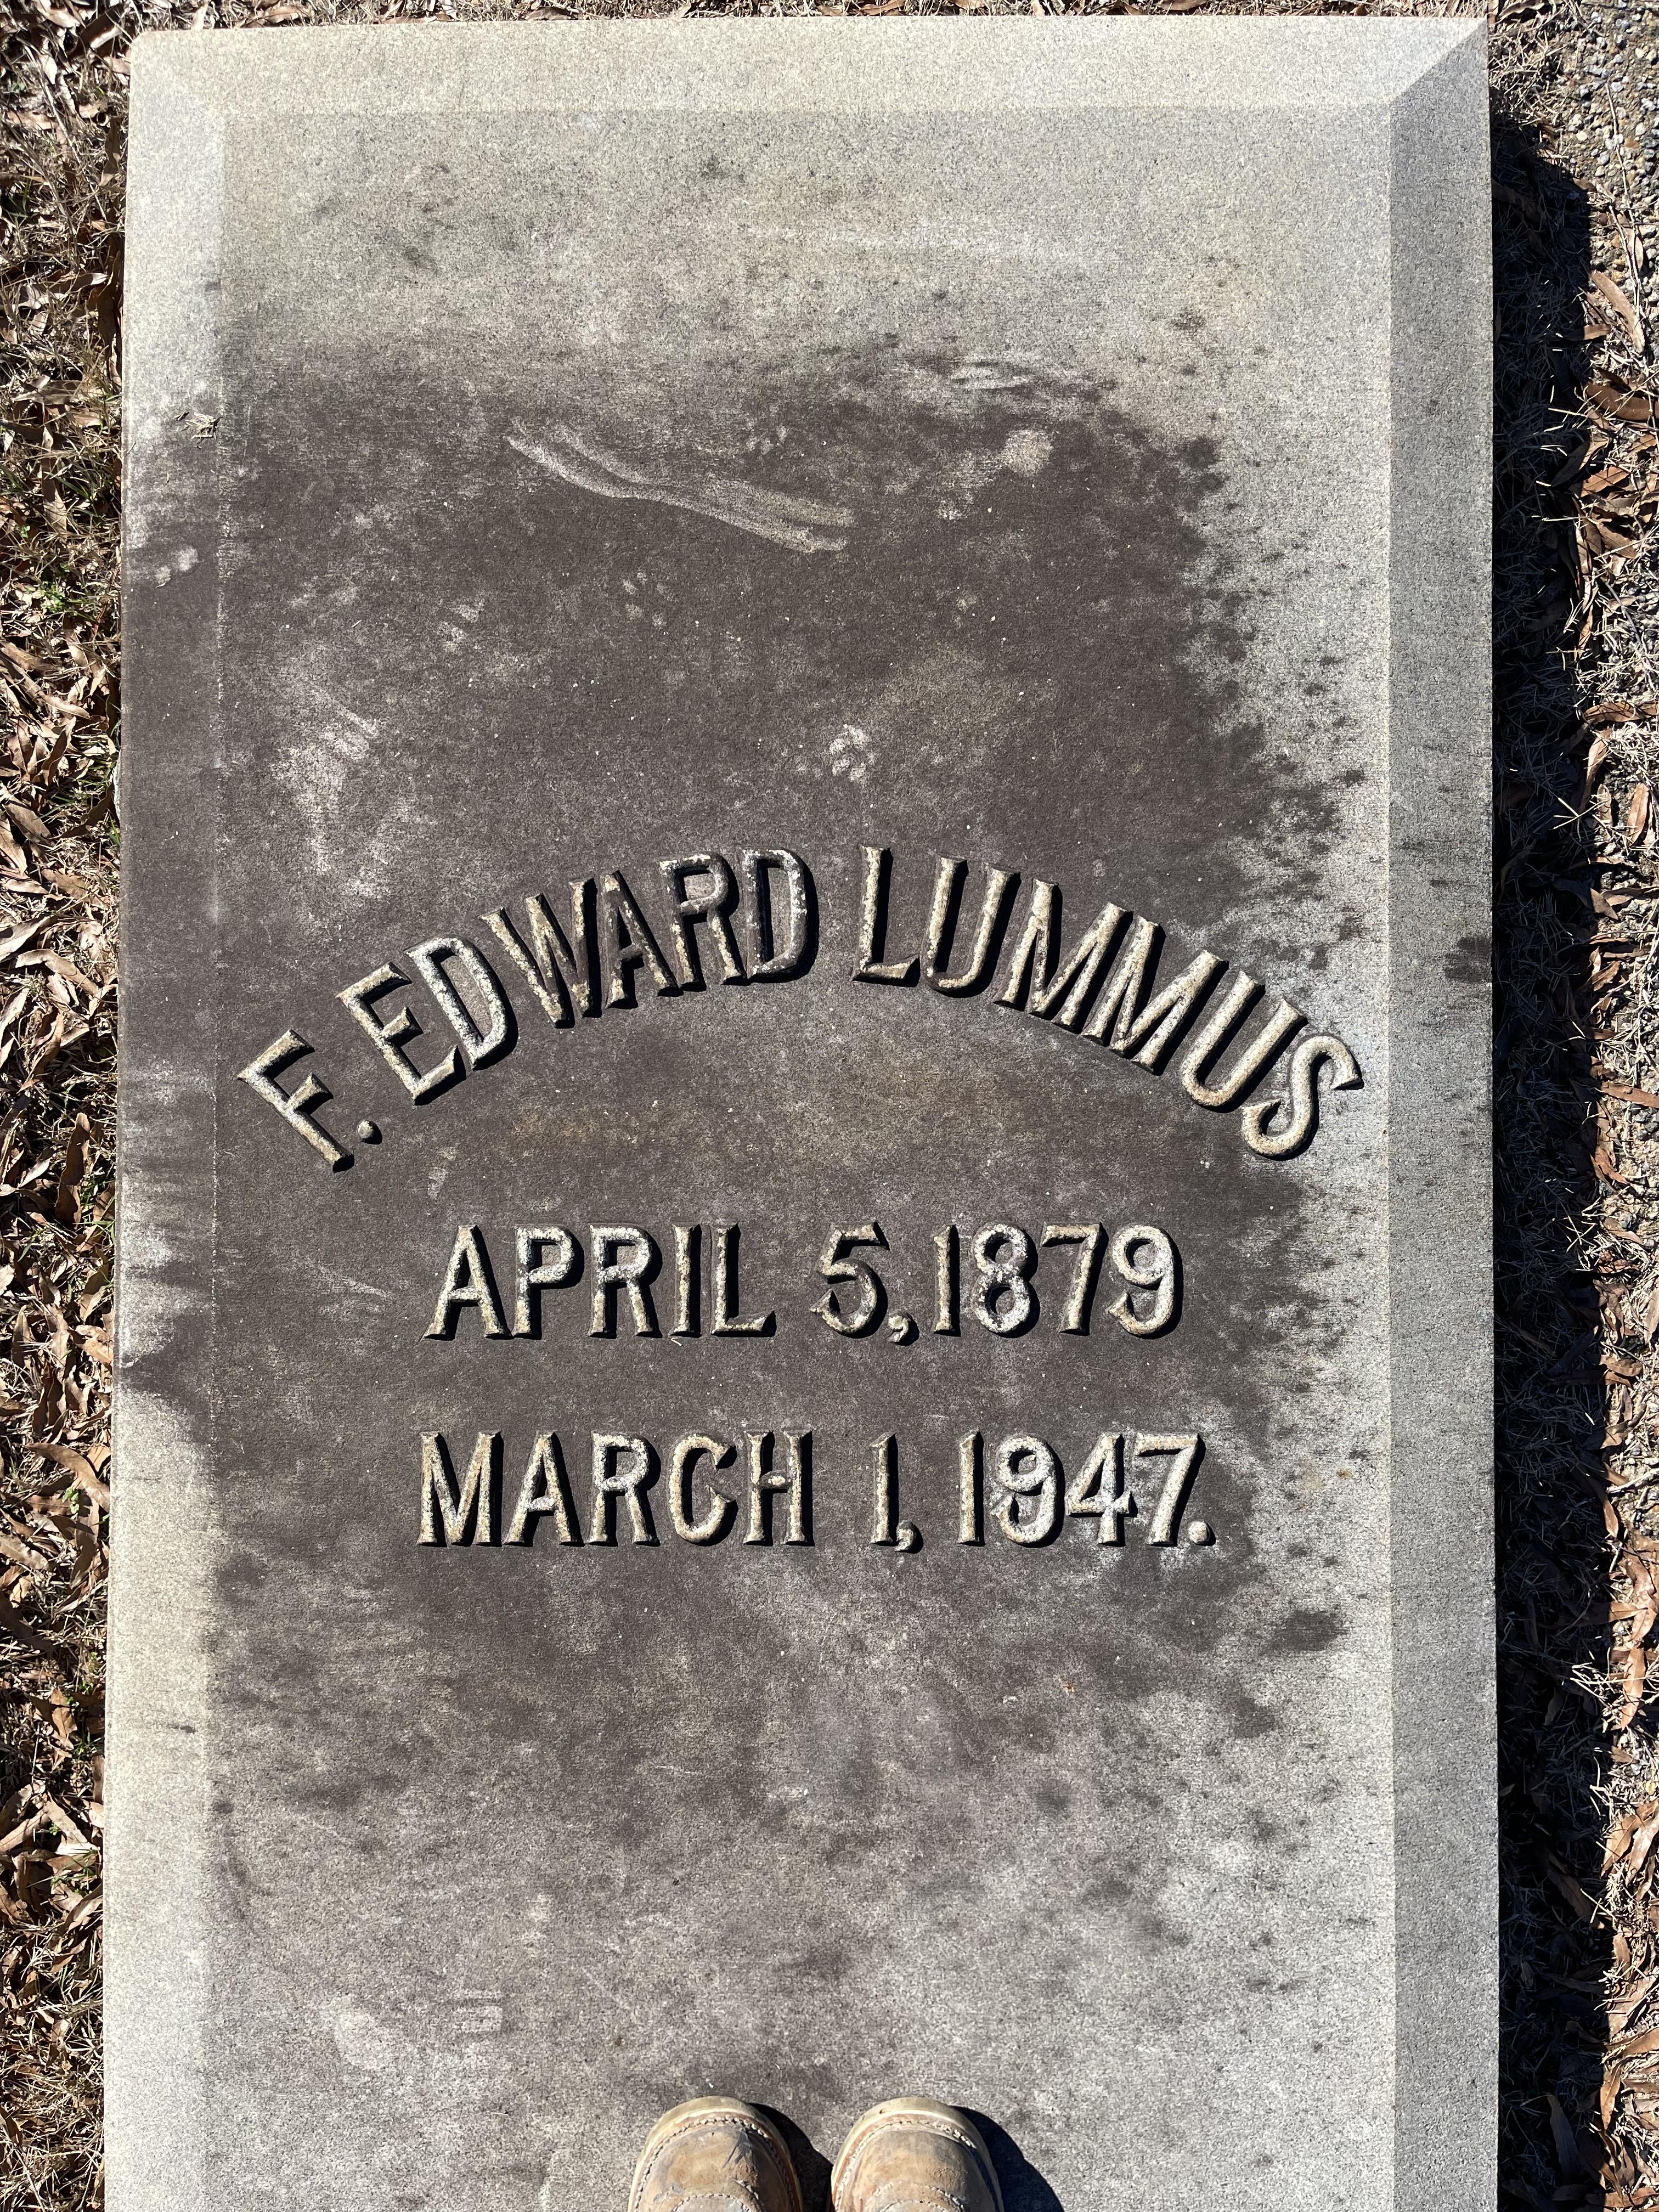 F. EDWARD LUMMUS
APRIL 5, 1879
MARCH 1, 1947.